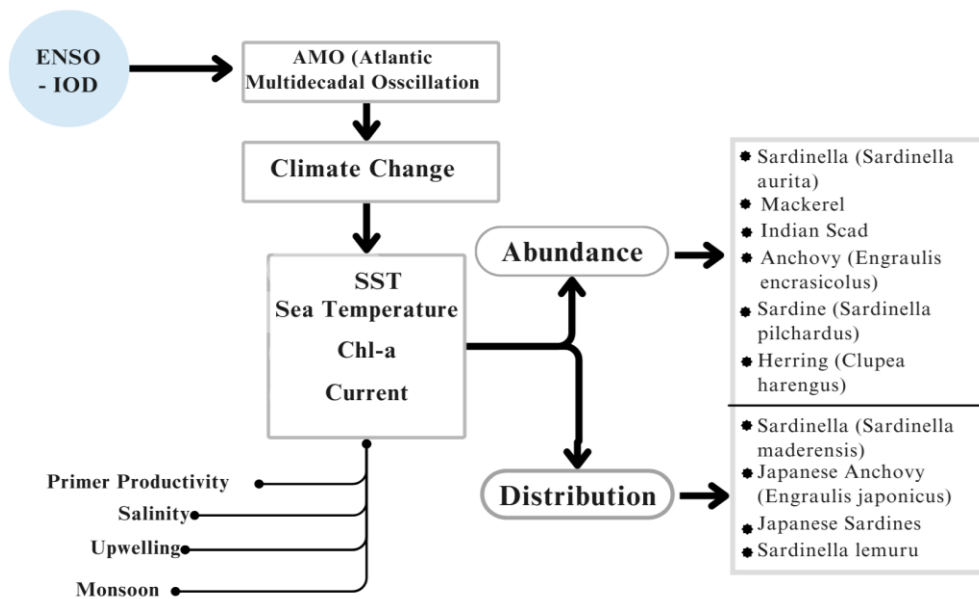 ENSO
- IOD
AMO (Atlantic
Multidecadal Osscillation
Climate Change
SST
Sea Temperature
Chl-a
Current
Primer Productivity
Salinity
Upwelling
Monsoon
Abundance
Distribution
Sardinella (Sardinella
aurita)
Mackerel
Indian Scad
Anchovy (Engraulis
encrasicolus)
Sardine (Sardinella
pilchardus)
Herring (Clupea
harengus)
Sardinella (Sardinella
maderensis)
Japanese Anchovy
(Engraulis japonicus)
Japanese Sardines
Sardinella lemuru